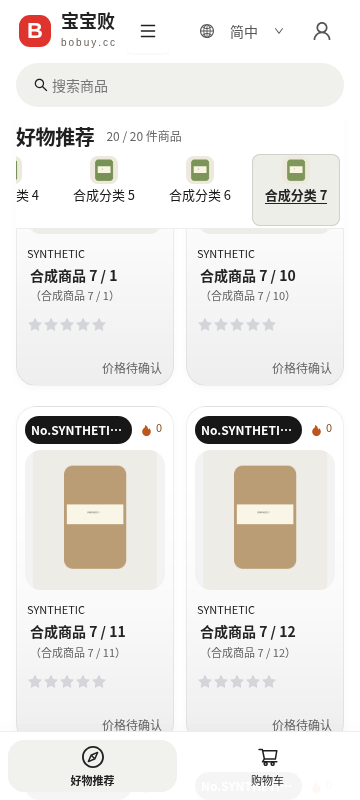 B 宝宝败
bobuy.cc
简中
搜索商品
好物推荐 20 / 20 件商品
类 4 合成分类 5 合成分类 6 合成分类 7
SYNTHETIC SYNTHETIC
合成商品 7 / 1 合成商品 7 / 10
（合成商品 7 / 1） （合成商品 7 / 10）
价格待确认 价格待确认
No.SYNTHETI… 0 No.SYNTHETI… 0
SYNTHETIC SYNTHETIC
合成商品 7 / 11 合成商品 7 / 12
（合成商品 7 / 11） （合成商品 7 / 12）
价格待确认 价格待确认
好物推荐 购物车